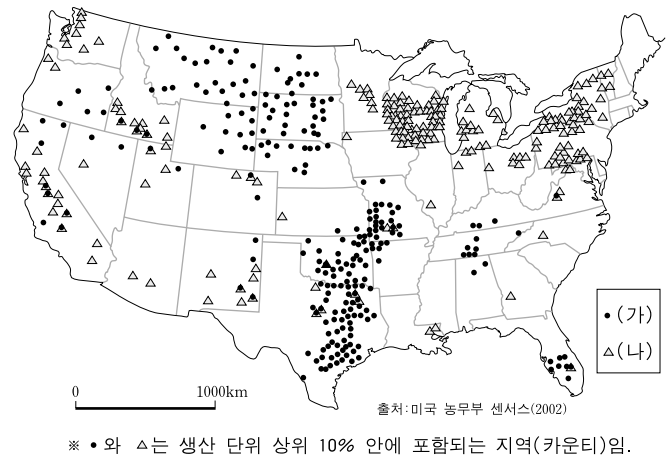 ● (가)
△ (나)
0 1000km
출처:미국 농무부 센서스(2002)
※ ●와 △는 생산 단위 상위 10% 안에 포함되는 지역(카운티)임.